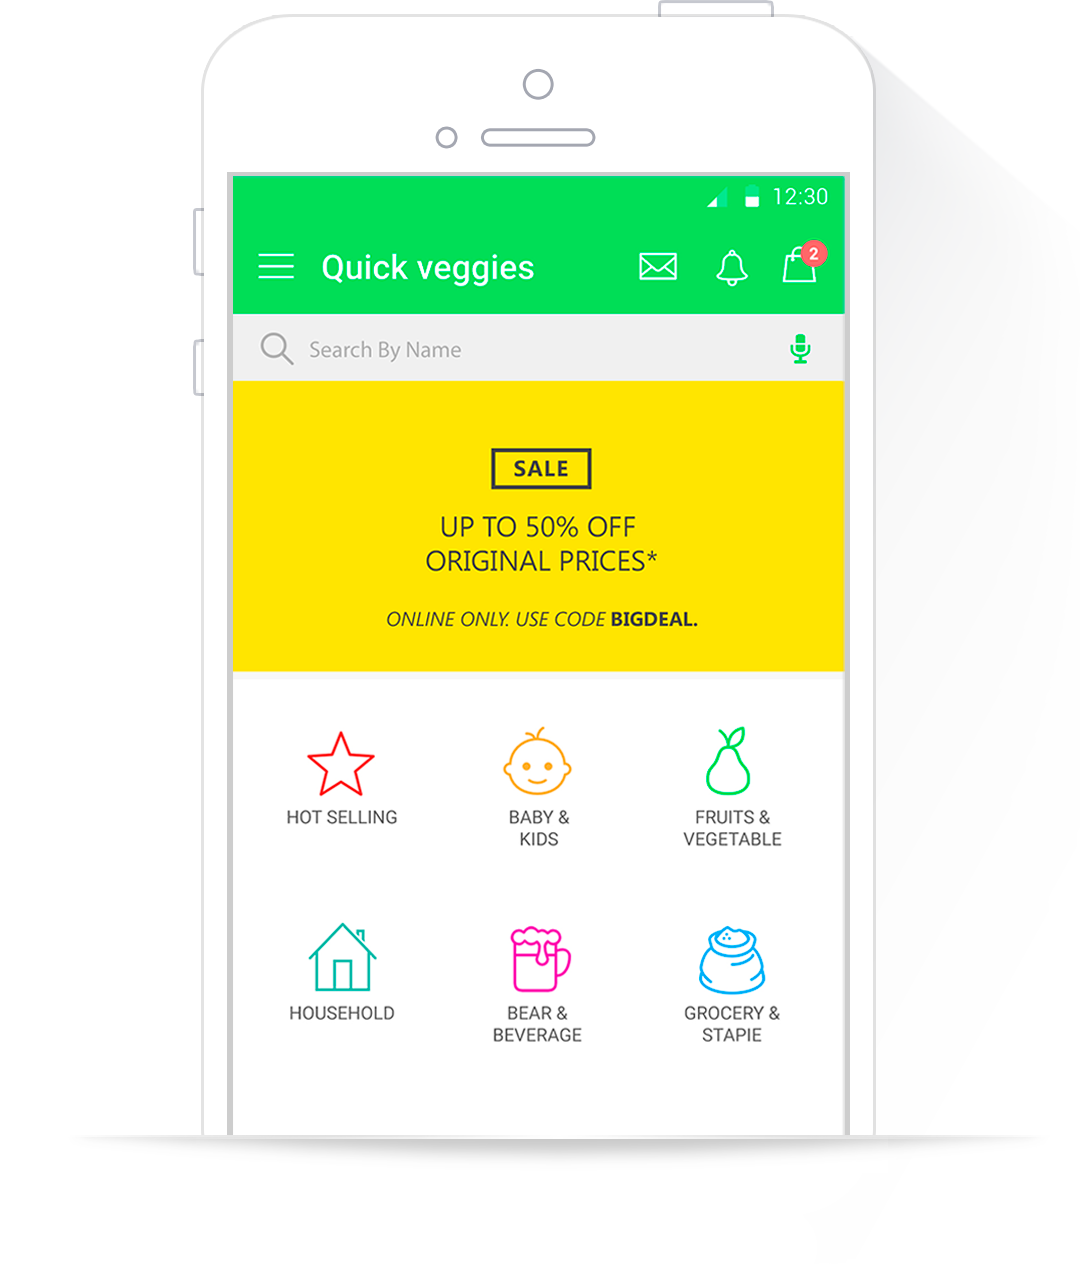 12:30
Quick veggies
2
Search By Name
SALE
UP TO 50% OFF
ORIGINAL PRICES*
ONLINE ONLY. USE CODE BIGDEAL.
HOT SELLING
BABY &
KIDS
FRUITS &
VEGETABLE
HOUSEHOLD
BEAR &
BEVERAGE
GROCERY &
STAPIE